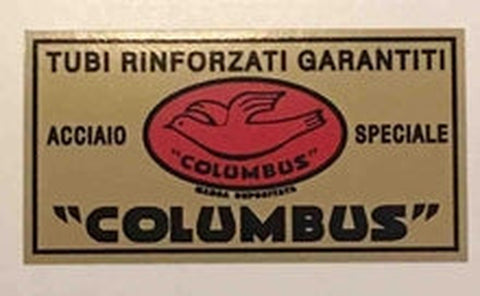 TUBI RINFORZATI GARANTITI
ACCIAIO
"COLUMBUS"
SPECIALE
MARCA DEPOSITATA
"COLUMBUS"